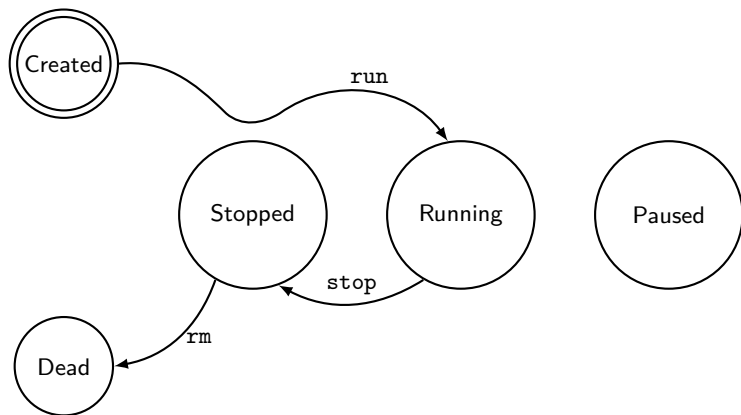 Created
run
Stopped
Running
Paused
stop
rm
Dead